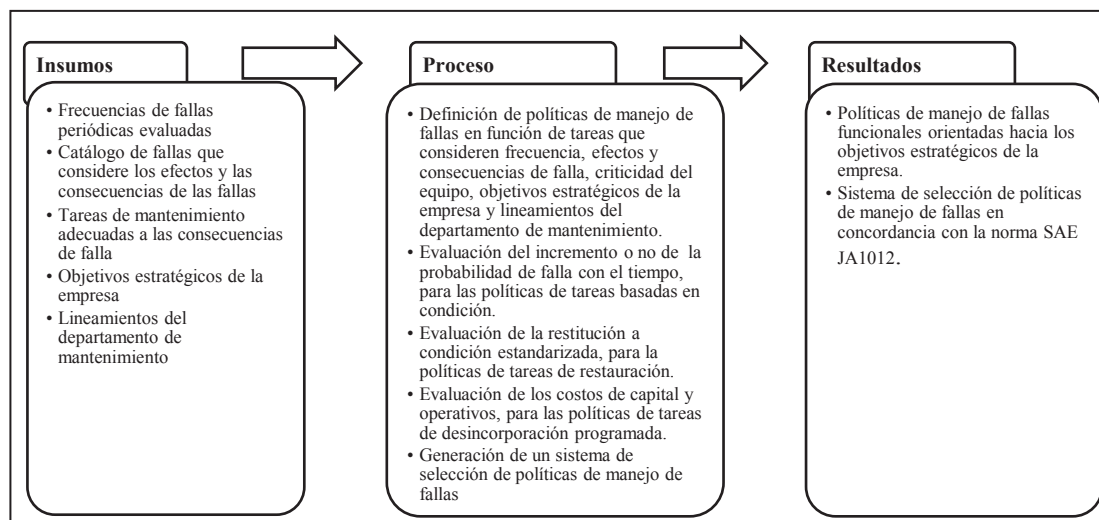 Insumos
• Frecuencias de fallas
periódicas evaluadas
• Catálogo de fallas que
considere los efectos y las
consecuencias de las fallas
• Tareas de mantenimiento
adecuadas a las consecuencias
de falla
• Objetivos estratégicos de la
empresa
• Lineamientos del
departamento de
mantenimiento
Proceso
• Definición de políticas de manejo de
fallas en función de tareas que
consideren frecuencia, efectos y
consecuencias de falla, criticidad del
equipo, objetivos estratégicos de la
empresa y lineamientos del
departamento de mantenimiento.
• Evaluación del incremento o no de la
probabilidad de falla con el tiempo,
para las políticas de tareas basadas en
condición.
• Evaluación de la restitución a
condición estandarizada, para la
políticas de tareas de restauración.
• Evaluación de los costos de capital y
operativos, para las políticas de tareas
de desincorporación programada.
• Generación de un sistema de
selección de políticas de manejo de
fallas
Resultados
• Políticas de manejo de fallas
funcionales orientadas hacia los
objetivos estratégicos de la
empresa.
• Sistema de selección de políticas
de manejo de fallas en
concordancia con la norma SAE
JA1012.